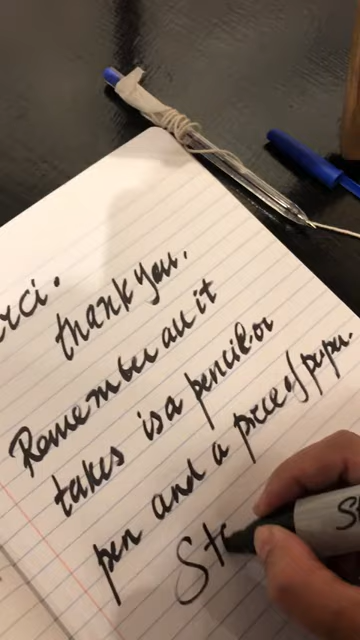 rci.
thank you.
Remember all it
takes is a pencil or
pen and a piece of paper.
St